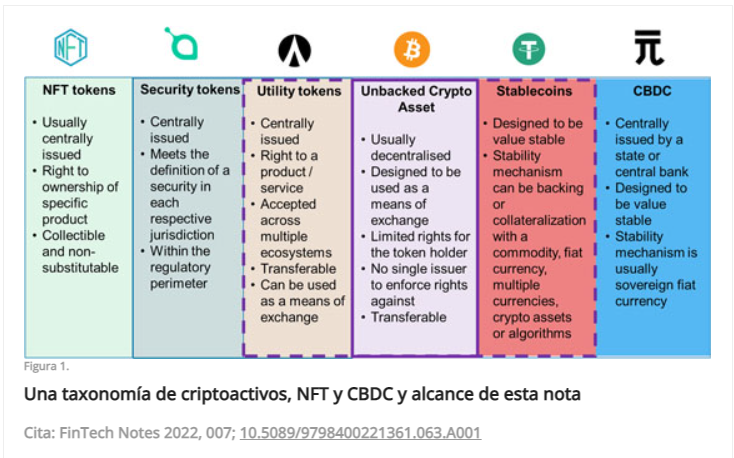 NFT
NFT tokens
• Usually
centrally
issued
• Right to
ownership of
specific
product
• Collectible
and non-
substitutable
Security tokens
• Centrally
issued
• Meets the
definition of a
security in
each
respective
jurisdiction
• Within the
regulatory
perimeter
Utility tokens
• Centrally
issued
• Right to a
product /
service
• Accepted
across
multiple
ecosystems
• Transferable
• Can be used
as a means of
exchange
Unbacked Crypto
Asset
• Usually
decentralised
• Designed to be
used as a
means of
exchange
• Limited rights for
the token holder
• No single issuer
to enforce rights
against
• Transferable
Stablecoins
• Designed to be
value stable
• Stability
mechanism
can be backing
or
collateralization
with a
commodity, fiat
currency,
multiple
currencies,
crypto assets
or algorithms
CBDC
• Centrally
issued by a
state or
central bank
• Designed to
be value
stable
• Stability
mechanism is
usually
sovereign fiat
currency
Figura 1.
Una taxonomía de criptoactivos, NFT y CBDC y alcance de esta nota
Cita: FinTech Notes 2022, 007; 10.5089/9798400221361.063.A001